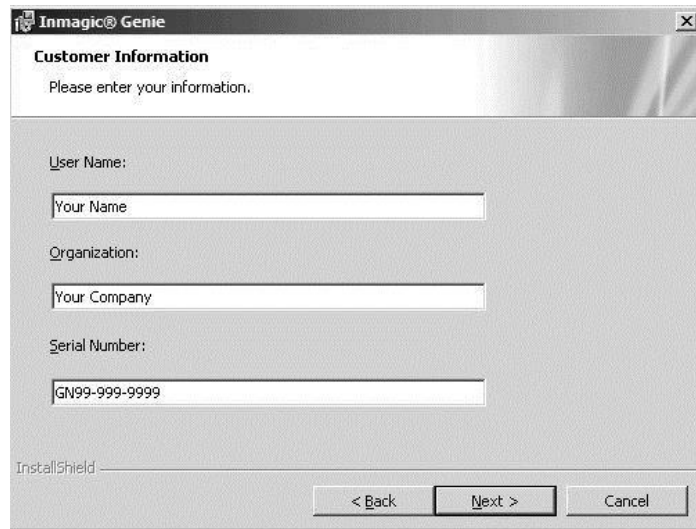 Inmagic® Genie
Customer Information
Please enter your information.
User Name:
Your Name
Organization:
Your Company
Serial Number:
GN99-999-9999
InstallShield
< Back Next > Cancel